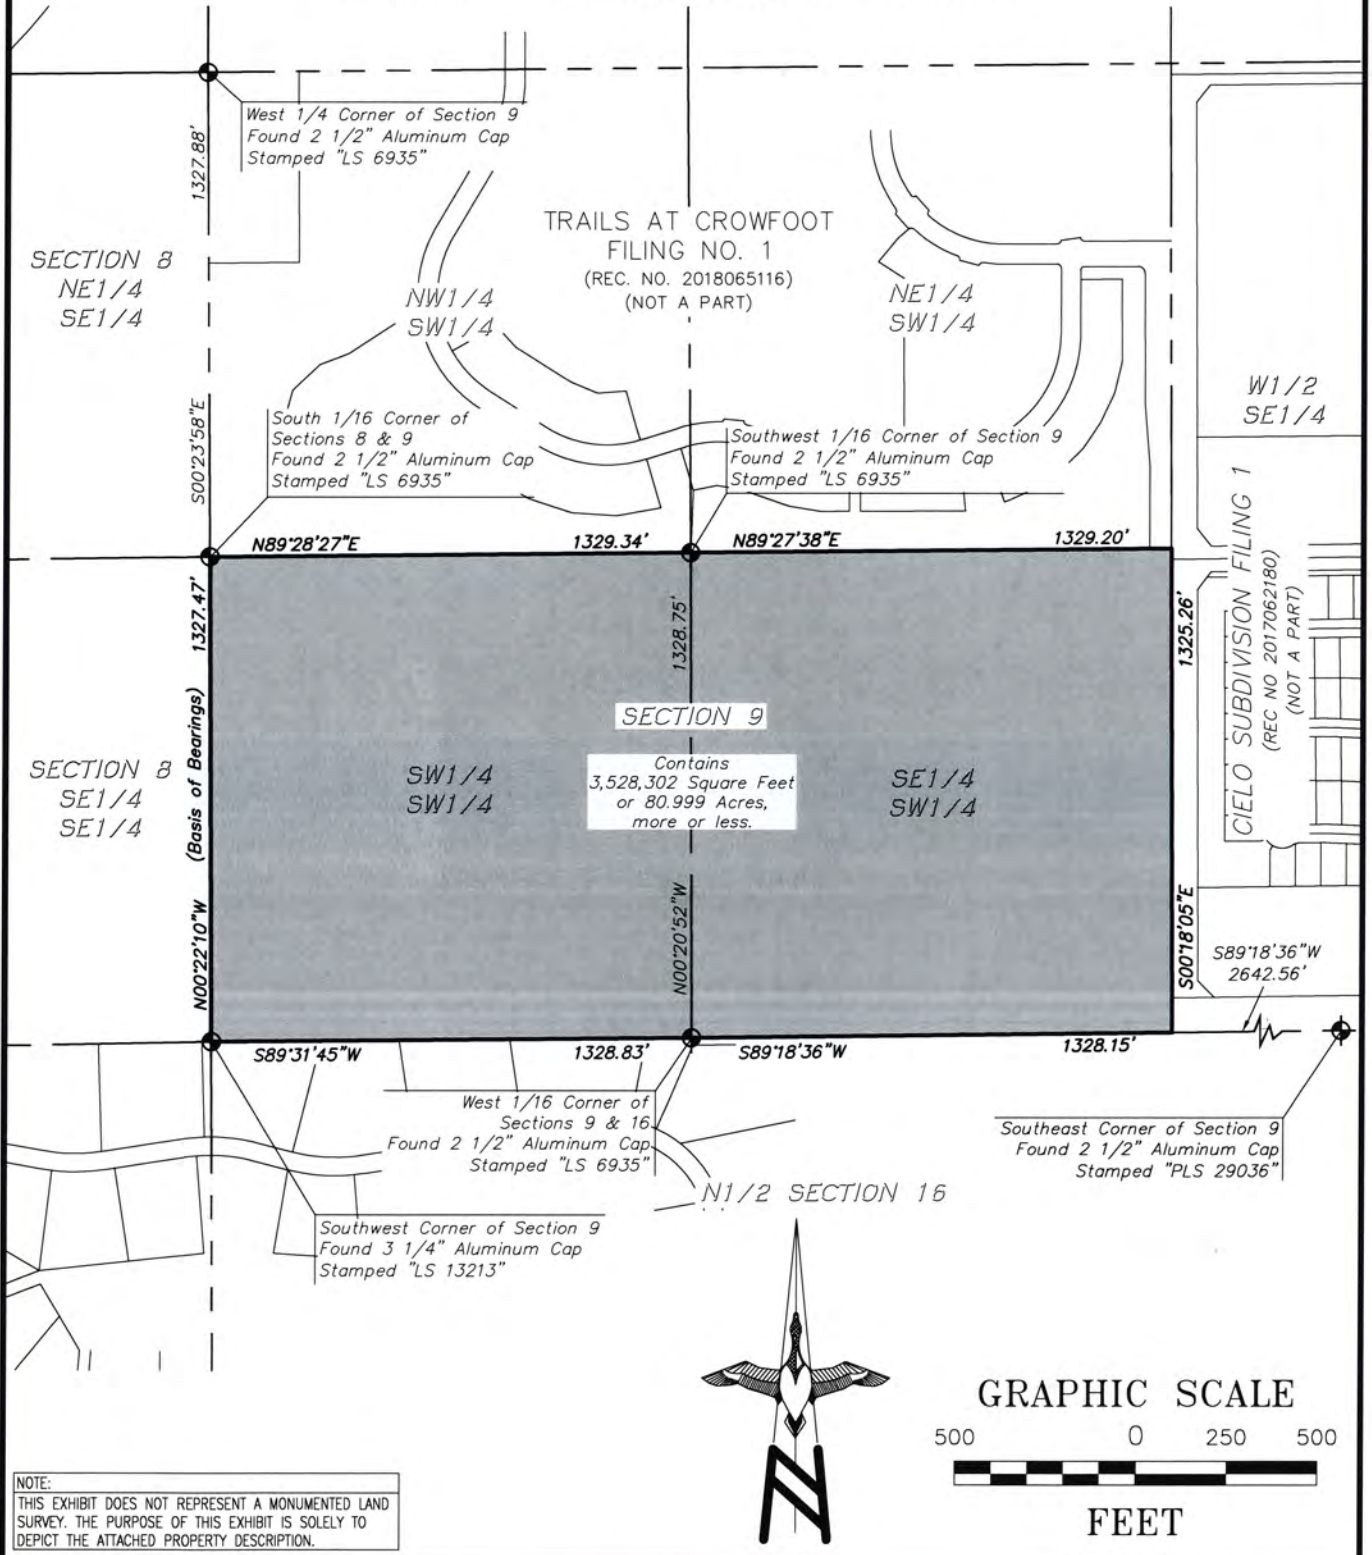 West 1/4 Corner of Section 9
Found 2 1/2" Aluminum Cap
Stamped "LS 6935"
1327.88'
TRAILS AT CROWFOOT
FILING NO. 1
(REC. NO. 2018065116)
(NOT A PART)
SECTION 8
NE1/4
SE1/4
NW1/4
SW1/4
NE1/4
SW1/4
W1/2
SE1/4
S00°23'58"E
South 1/16 Corner of
Sections 8 & 9
Found 2 1/2" Aluminum Cap
Stamped "LS 6935"
Southwest 1/16 Corner of Section 9
Found 2 1/2" Aluminum Cap
Stamped "LS 6935"
N89°28'27"E
1329.34'
N89°27'38"E
1329.20'
1327.47'
(Basis of Bearings)
N00°22'10"W
1328.75'
N00°20'52"W
1325.26'
S00°18'05"E
CIELO SUBDIVISION FILING 1
(REC NO 2017062180)
(NOT A PART)
SECTION 9
Contains
3,528,302 Square Feet
or 80.999 Acres,
more or less.
SECTION 8
SE1/4
SE1/4
SW1/4
SW1/4
SE1/4
SW1/4
S89°18'36"W
2642.56'
S89°31'45"W
1328.83'
S89°18'36"W
1328.15'
West 1/16 Corner of
Sections 9 & 16
Found 2 1/2" Aluminum Cap
Stamped "LS 6935"
Southeast Corner of Section 9
Found 2 1/2" Aluminum Cap
Stamped "PLS 29036"
N1/2 SECTION 16
Southwest Corner of Section 9
Found 3 1/4" Aluminum Cap
Stamped "LS 13213"
N
GRAPHIC SCALE
500 0 250 500
FEET
NOTE:
THIS EXHIBIT DOES NOT REPRESENT A MONUMENTED LAND
SURVEY. THE PURPOSE OF THIS EXHIBIT IS SOLELY TO
DEPICT THE ATTACHED PROPERTY DESCRIPTION.